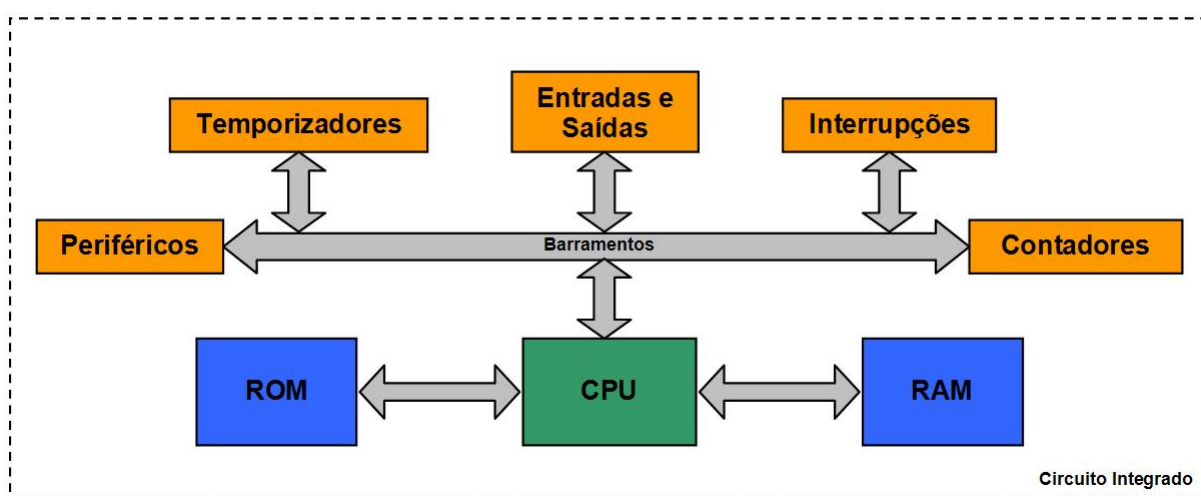 Temporizadores
Entradas e
Saídas
Interrupções
Periféricos
Barramentos
Contadores
ROM
CPU
RAM
Circuito Integrado